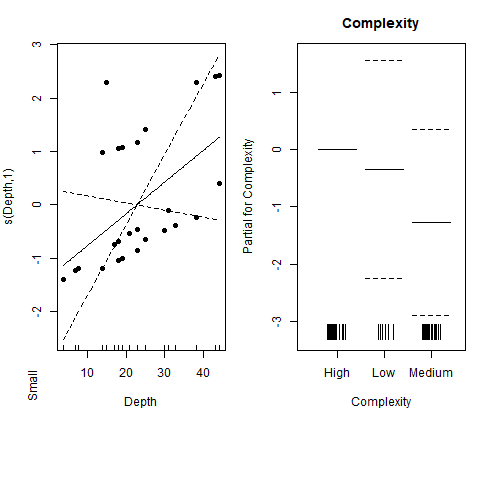 Complexity
s(Depth,1)
3
2
1
0
-1
-2
10 20 30 40
Depth
Small
Partial for Complexity
1
0
-1
-2
-3
High Low Medium
Complexity